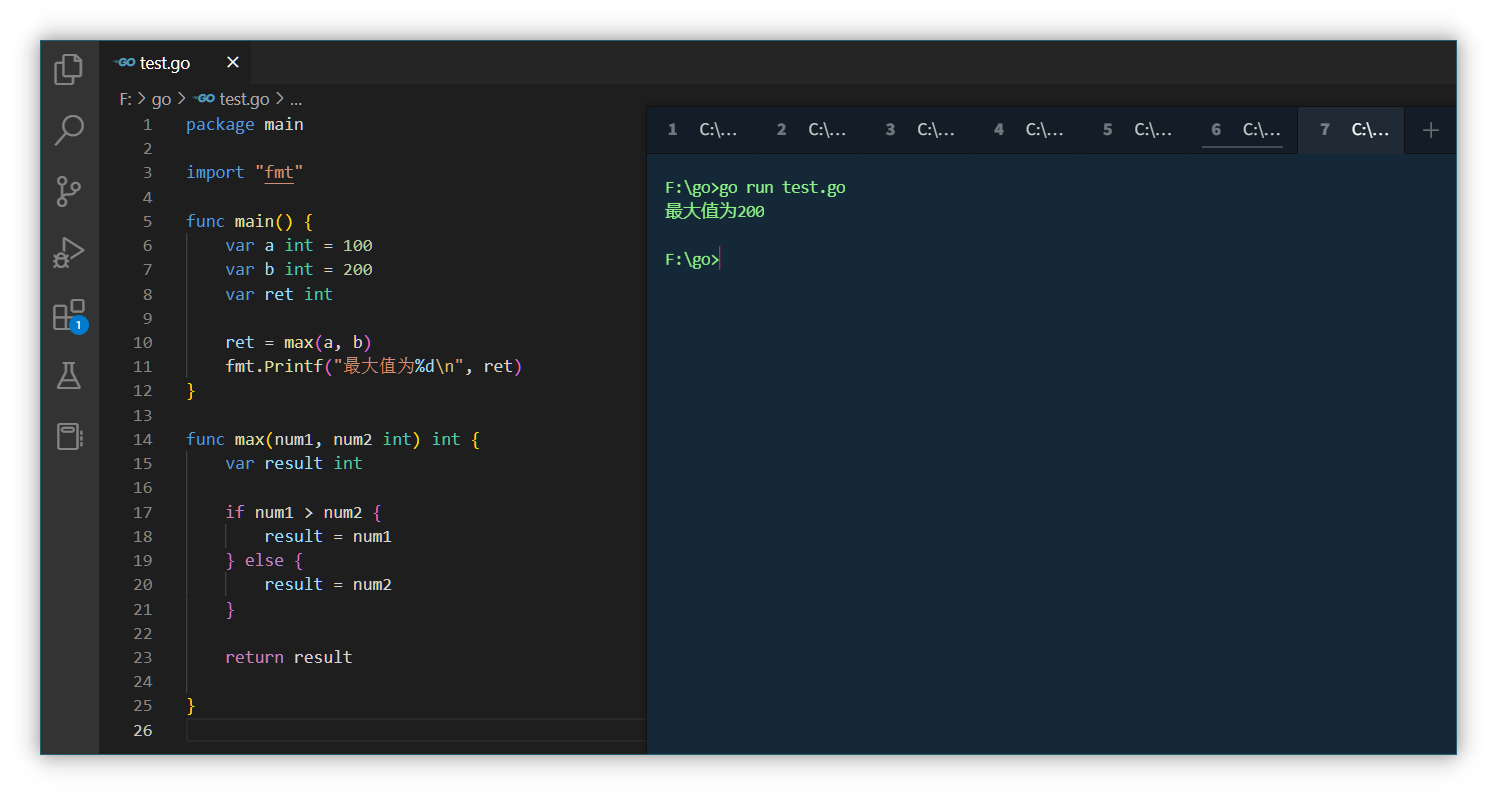 GO test.go ×
F: > go > GO test.go > ...
1 package main
2
3 import "fmt"
4
5 func main() {
6     var a int = 100
7     var b int = 200
8     var ret int
9
10     ret = max(a, b)
11     fmt.Printf("最大值为%d\n", ret)
12 }
13
14 func max(num1, num2 int) int {
15     var result int
16
17     if num1 > num2 {
18         result = num1
19     } else {
20         result = num2
21     }
22
23     return result
24
25 }
26
1
1 C:\... 2 C:\... 3 C:\... 4 C:\... 5 C:\... 6 C:\... 7 C:\... +
F:\go>go run test.go
最大值为200
F:\go>